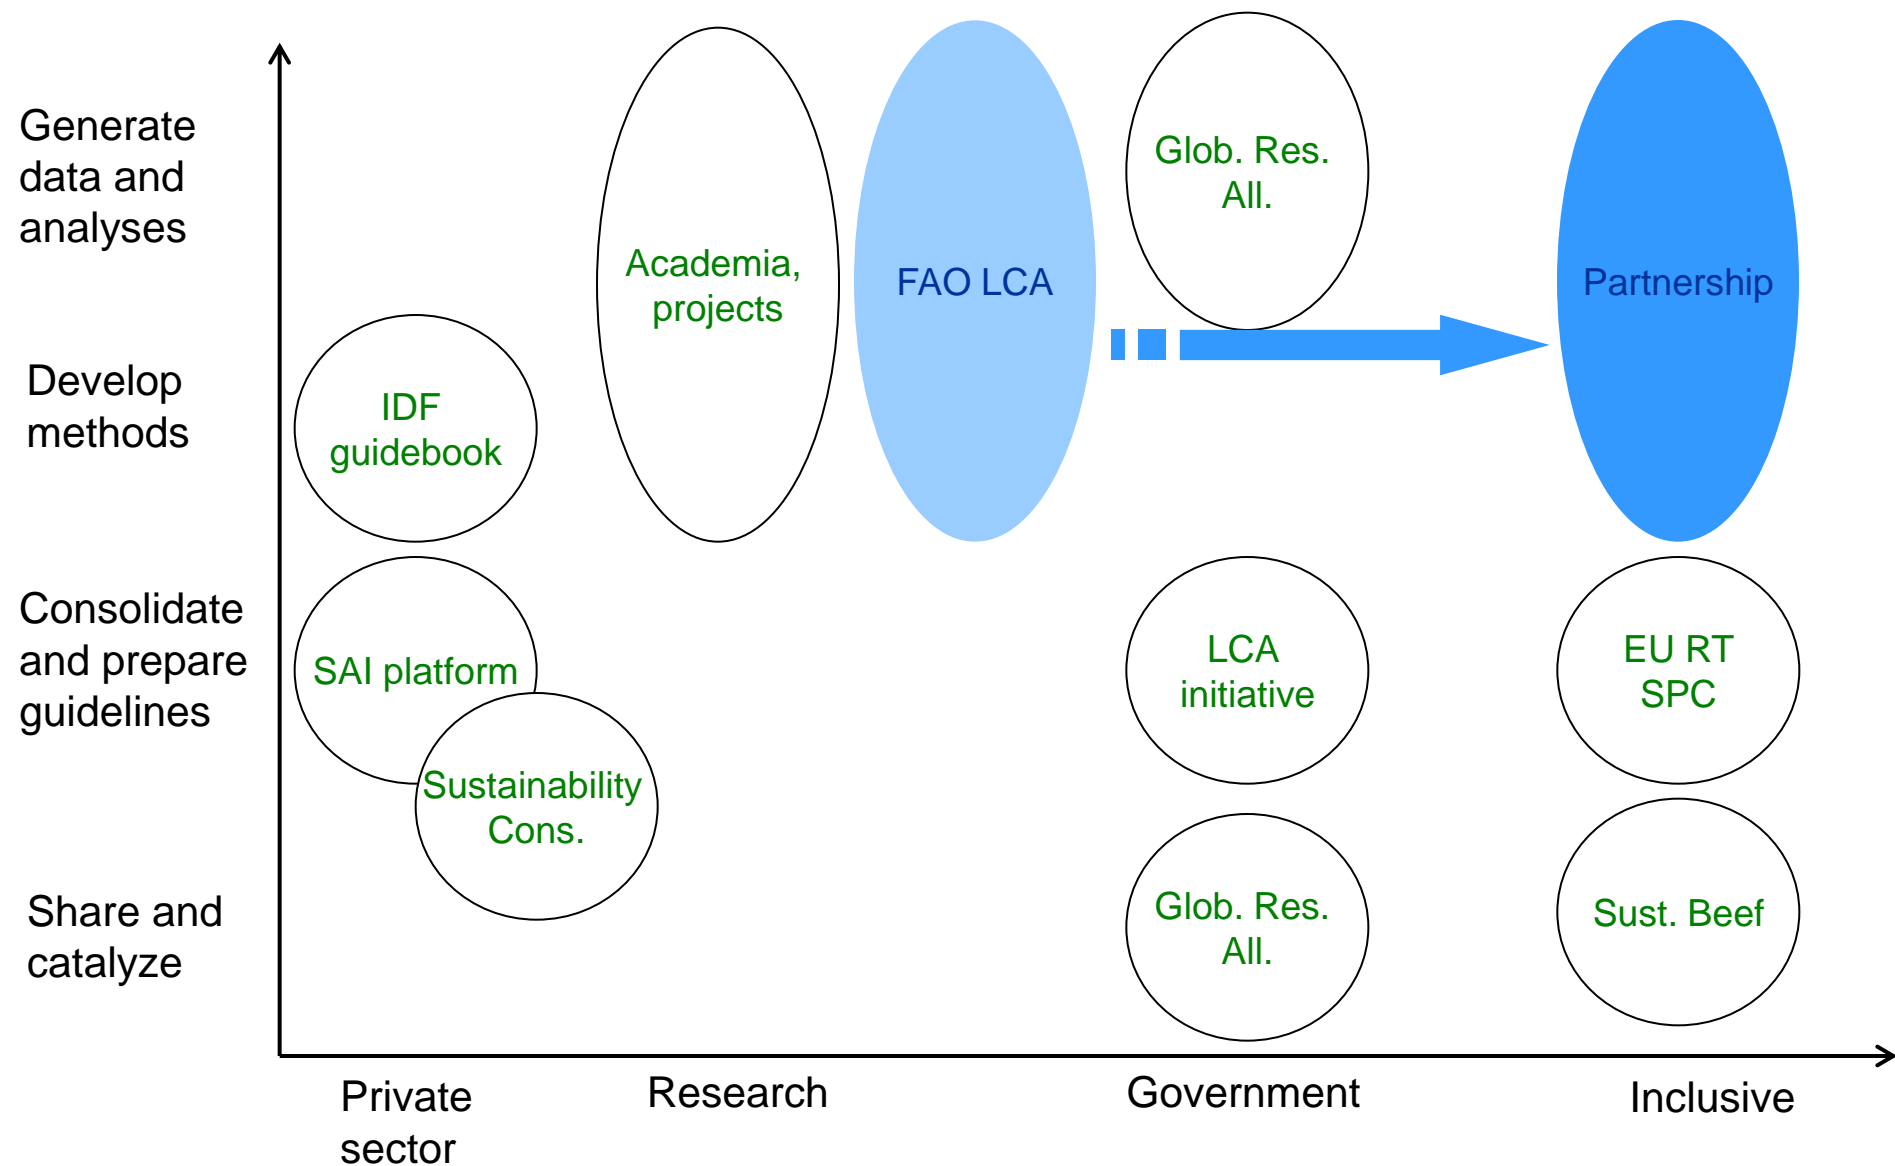 Generate
data and
analyses
Develop
methods
Consolidate
and prepare
guidelines
Share and
catalyze
Glob. Res.
All.
Academia,
projects
FAO LCA
Partnership
IDF
guidebook
SAI platform
LCA
initiative
EU RT
SPC
Sustainability
Cons.
Glob. Res.
All.
Sust. Beef
Private
sector
Research
Government
Inclusive